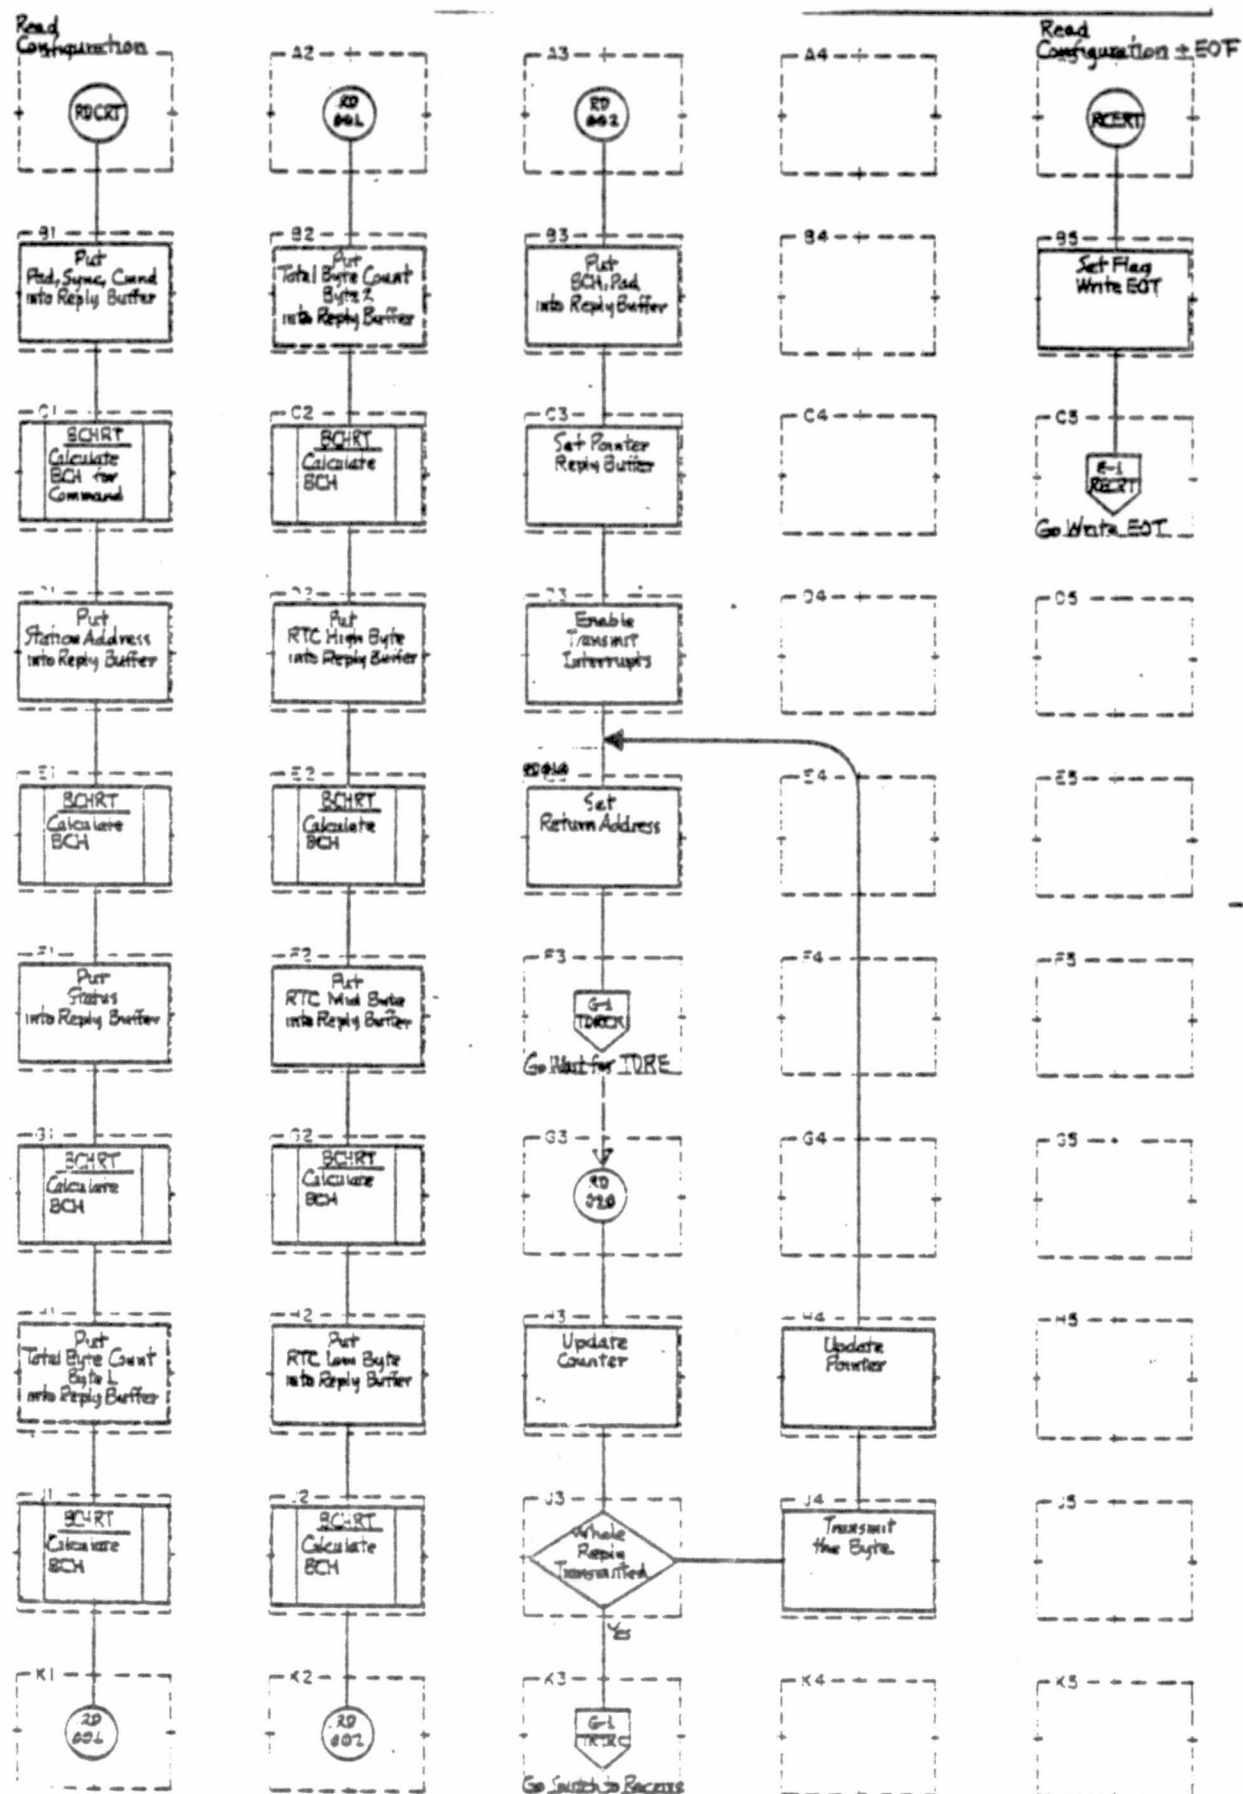 Read
Configuration
RDCRT
B1
Put
Pad, Sync, Cmnd
into Reply Buffer
C1
BCHRT
Calculate
BCH for
Command
Put
Station Address
into Reply Buffer
E1
BCHRT
Calculate
BCH
Put
Status
into Reply Buffer
BCHRT
Calculate
BCH
Put
Total Byte Count
Byte 1
into Reply Buffer
BCHRT
Calculate
BCH
K1
RD
001
A2
RD
001
B2
Put
Total Byte Count
Byte 2
into Reply Buffer
C2
BCHRT
Calculate
BCH
Put
RTC High Byte
into Reply Buffer
E2
BCHRT
Calculate
BCH
F2
Put
RTC Mid Byte
into Reply Buffer
G2
BCHRT
Calculate
BCH
Put
RTC Low Byte
into Reply Buffer
BCHRT
Calculate
BCH
K2
RD
002
A3
RD
002
B3
Put
BCH, Pad
into Reply Buffer
C3
Set Pointer
Reply Buffer
Enable
Transmit
Interrupts
Set
Return Address
F3
G-1
TDRCK
Go Wait for TDRE
G3
RD
020
Update
Counter
J3
Whole
Reply
Transmitted
Yes
K3
G-1
TRTRC
Go Switch to Receive
A4
B4
C4
D4
E4
F4
G4
H4
Update
Pointer
J4
Transmit
the Byte
K4
Read
Configuration ± EOF
RCERT
B5
Set Flag
Write EOT
C5
E-1
RECRT
Go Write EOT
D5
E5
F5
G5
H5
J5
K5